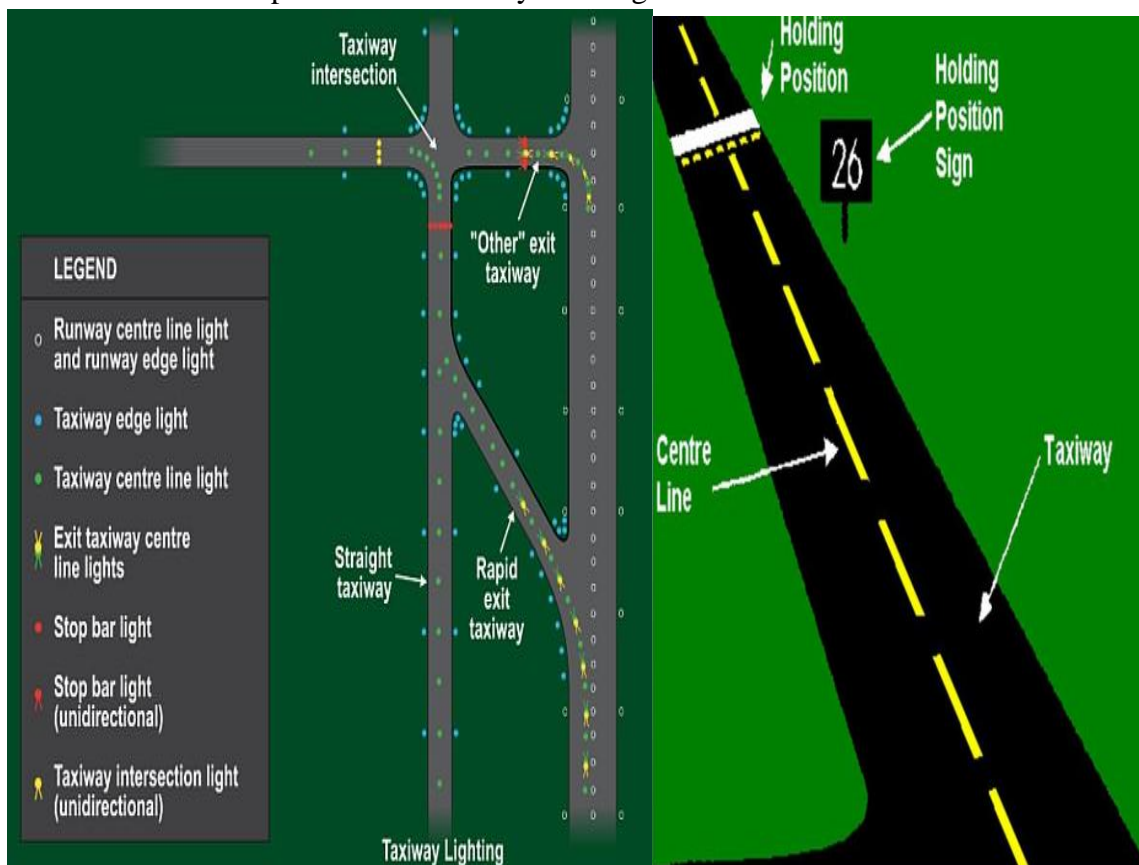 Taxiway
intersection
"Other" exit
taxiway
LEGEND
Runway centre line light
and runway edge light
Taxiway edge light
Taxiway centre line light
Exit taxiway centre
line lights
Stop bar light
Stop bar light
(unidirectional)
Taxiway intersection light
(unidirectional)
Straight
taxiway
Rapid
exit
taxiway
Taxiway Lighting
Holding
Position
Holding
Position
Sign
26
Centre
Line
Taxiway